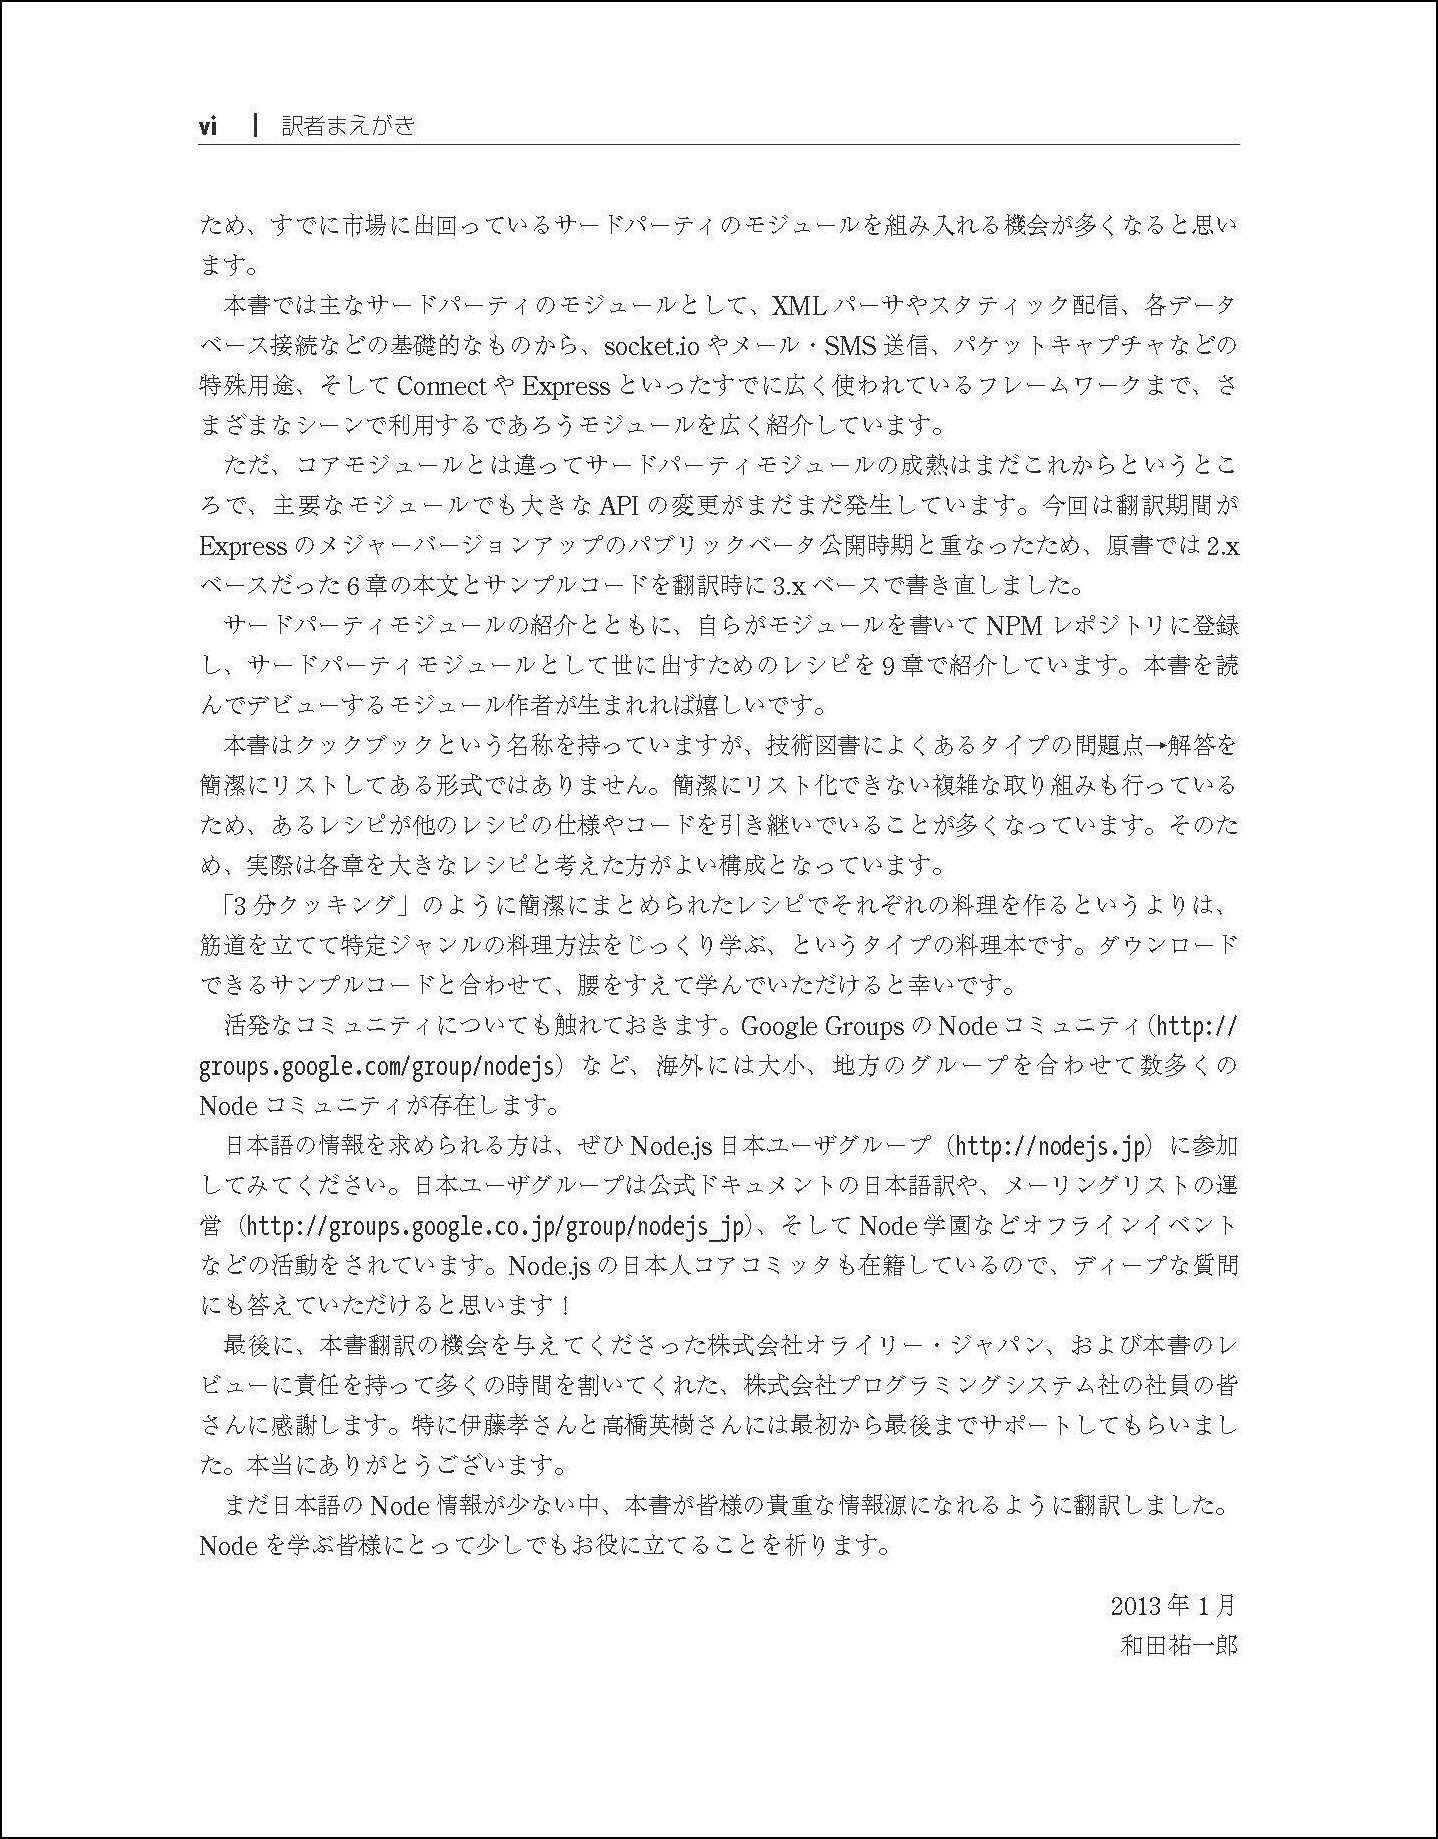 vi | 訳者まえがき
ため、すでに市場に出回っているサードパーティのモジュールを組み入れる機会が多くなると思い
ます。
本書では主なサードパーティのモジュールとして、XML パーサやスタティック配信、各データ
ベース接続などの基礎的なものから、socket.io やメール・SMS 送信、パケットキャプチャなどの
特殊用途、そして Connect や Express といったすでに広く使われているフレームワークまで、さ
まざまなシーンで利用するであろうモジュールを広く紹介しています。
ただ、コアモジュールとは違ってサードパーティモジュールの成熟はまだこれからというとこ
ろで、主要なモジュールでも大きな API の変更がまだまだ発生しています。今回は翻訳期間が
Express のメジャーバージョンアップのパブリックベータ公開時期と重なったため、原書では 2.x
ベースだった 6 章の本文とサンプルコードを翻訳時に 3.x ベースで書き直しました。
サードパーティモジュールの紹介とともに、自らがモジュールを書いて NPM レポジトリに登録
し、サードパーティモジュールとして世に出すためのレシピを 9 章で紹介しています。本書を読
んでデビューするモジュール作者が生まれれば嬉しいです。
本書はクックブックという名称を持っていますが、技術図書によくあるタイプの問題点→解答を
簡潔にリストしてある形式ではありません。簡潔にリスト化できない複雑な取り組みも行っている
ため、あるレシピが他のレシピの仕様やコードを引き継いでいることが多くなっています。そのた
め、実際は各章を大きなレシピと考えた方がよい構成となっています。
「3 分クッキング」のように簡潔にまとめられたレシピでそれぞれの料理を作るというよりは、
筋道を立てて特定ジャンルの料理方法をじっくり学ぶ、というタイプの料理本です。ダウンロード
できるサンプルコードと合わせて、腰をすえて学んでいただけると幸いです。
活発なコミュニティについても触れておきます。Google Groups の Node コミュニティ（http://
groups.google.com/group/nodejs）など、海外には大小、地方のグループを合わせて数多くの
Node コミュニティが存在します。
日本語の情報を求められる方は、ぜひ Node.js 日本ユーザグループ（http://nodejs.jp）に参加
してみてください。日本ユーザグループは公式ドキュメントの日本語訳や、メーリングリストの運
営（http://groups.google.co.jp/group/nodejs_jp）、そして Node 学園などオフラインイベント
などの活動をされています。Node.js の日本人コアコミッタも在籍しているので、ディープな質問
にも答えていただけると思います！
最後に、本書翻訳の機会を与えてくださった株式会社オライリー・ジャパン、および本書のレ
ビューに責任を持って多くの時間を割いてくれた、株式会社プログラミングシステム社の社員の皆
さんに感謝します。特に伊藤孝さんと高橋英樹さんには最初から最後までサポートしてもらいまし
た。本当にありがとうございます。
まだ日本語の Node 情報が少ない中、本書が皆様の貴重な情報源になれるように翻訳しました。
Node を学ぶ皆様にとって少しでもお役に立てることを祈ります。
2013 年 1 月
和田祐一郎